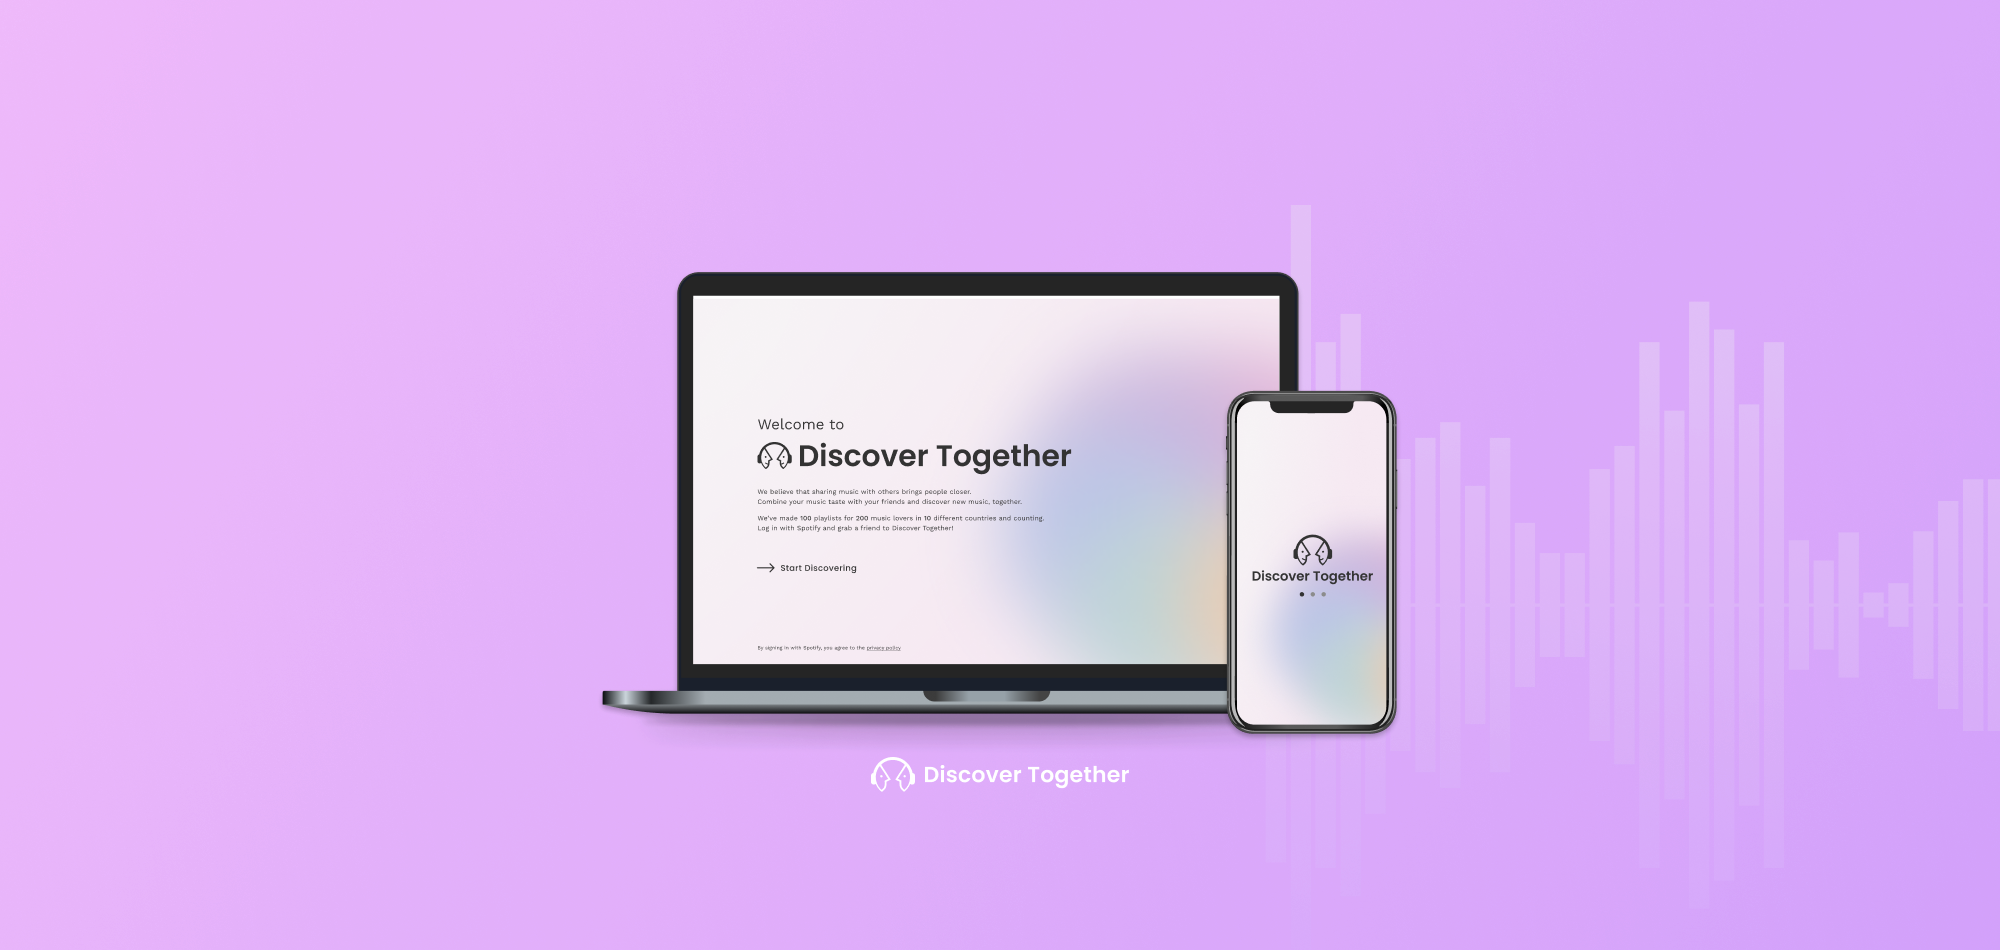 Welcome to
Discover Together
We believe that sharing music with others brings people closer.
Combine your music taste with your friends and discover new music, together.
We've made 100 playlists for 200 music lovers in 10 different countries and counting.
Log in with Spotify and grab a friend to Discover Together!
Start Discovering
By signing in with Spotify, you agree to the privacy policy
Discover Together
Discover Together